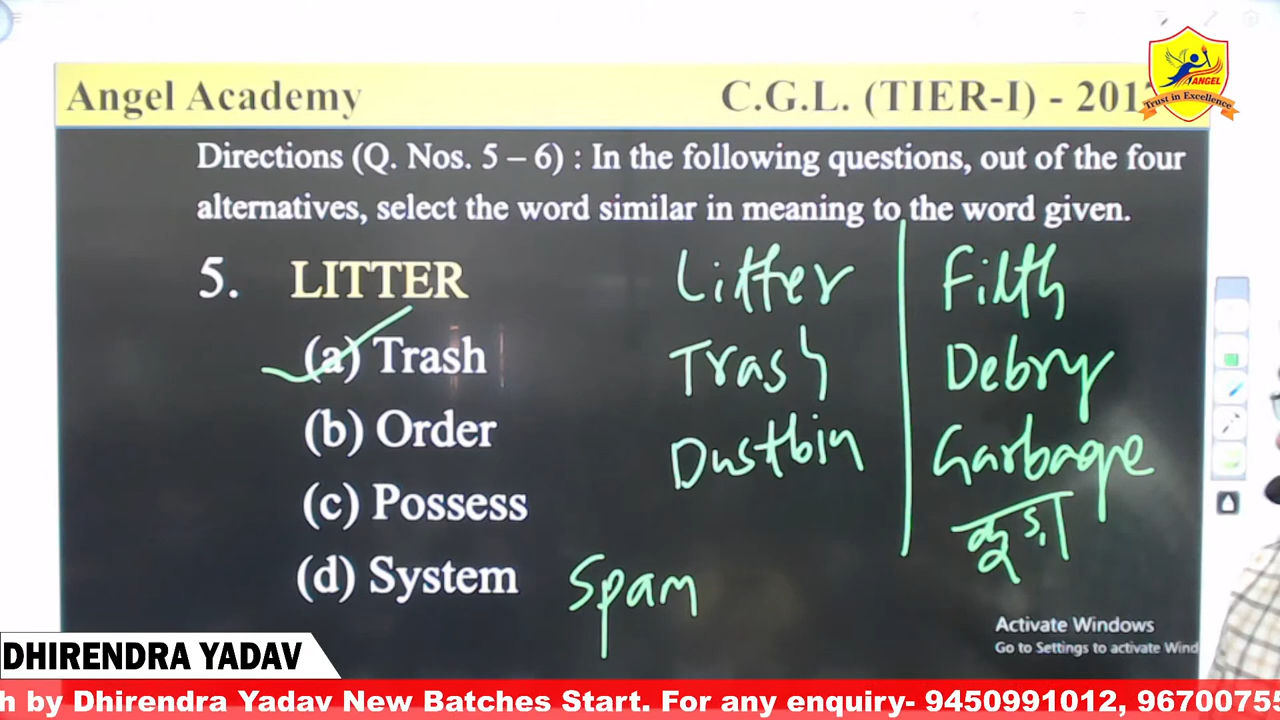 Angel Academy
C.G.L. (TIER-I) - 201
ANGEL
Trust in Excellence
Directions (Q. Nos. 5 – 6) : In the following questions, out of the four
alternatives, select the word similar in meaning to the word given.
5. LITTER
(a) Trash
(b) Order
(c) Possess
(d) System
Litter
Trash
Dustbin
Spam
Filth
Debry
Garbage
कूड़ा
Activate Windows
Go to Settings to activate Wind
DHIRENDRA YADAV
h by Dhirendra Yadav New Batches Start. For any enquiry- 9450991012, 9670075